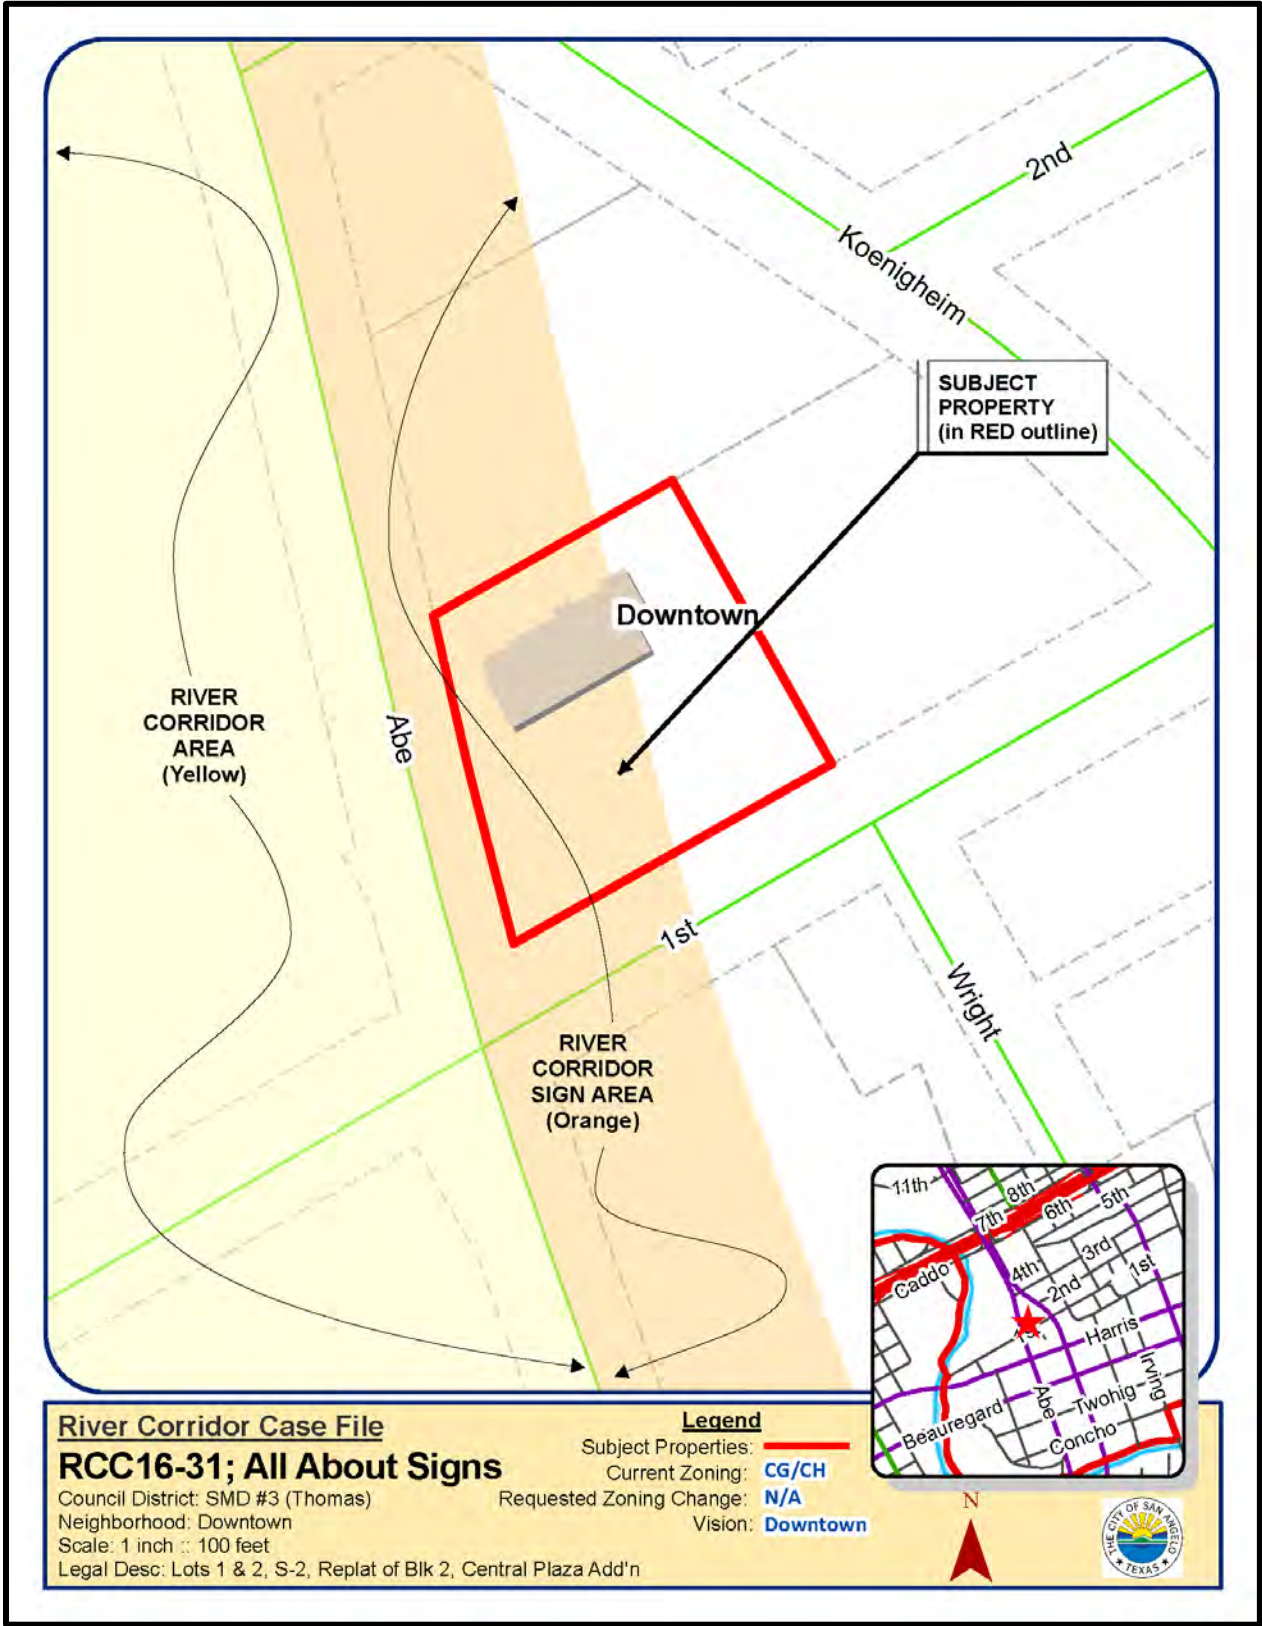 2nd
Koenigheim
SUBJECT
PROPERTY
(in RED outline)
Downtown
RIVER
CORRIDOR
AREA
(Yellow)
Abe
1st
Wright
RIVER
CORRIDOR
SIGN AREA
(Orange)
11th
8th
7th
6th
5th
3rd
4th
2nd
1st
Caddo
1st
Harris
Irving
Abe
Twohig
Beauregard
Concho
River Corridor Case File
RCC16-31; All About Signs
Council District: SMD #3 (Thomas)
Neighborhood: Downtown
Scale: 1 inch :: 100 feet
Legal Desc: Lots 1 & 2, S-2, Replat of Blk 2, Central Plaza Add'n
Legend
Subject Properties:
Current Zoning: CG/CH
Requested Zoning Change: N/A
Vision: Downtown
N
THE CITY OF SAN ANGELO
TEXAS